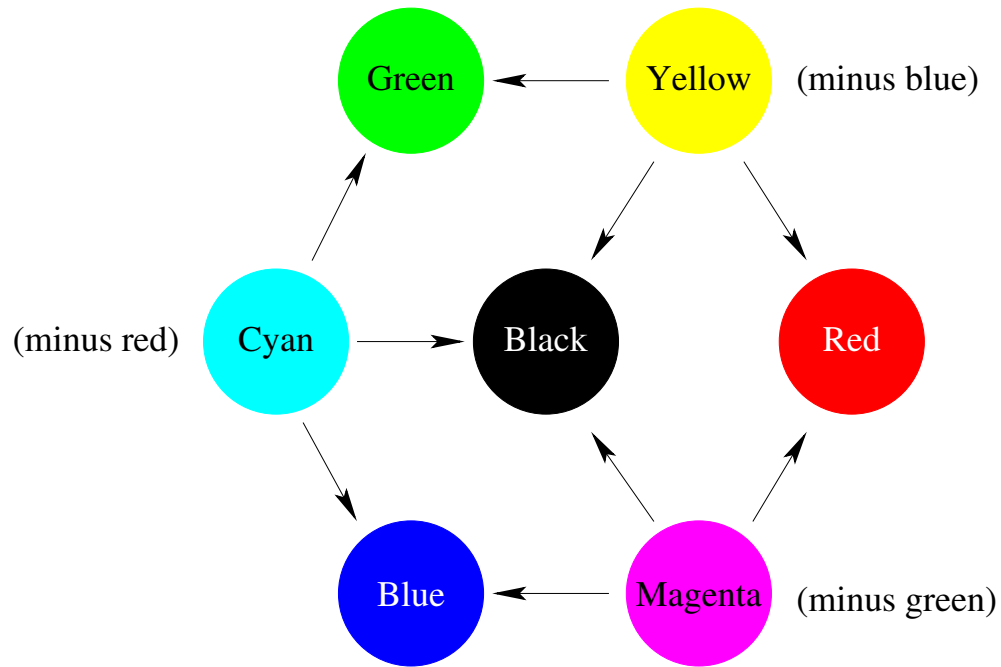 Green
Yellow
(minus blue)
(minus red)
Cyan
Black
Red
Blue
Magenta
(minus green)